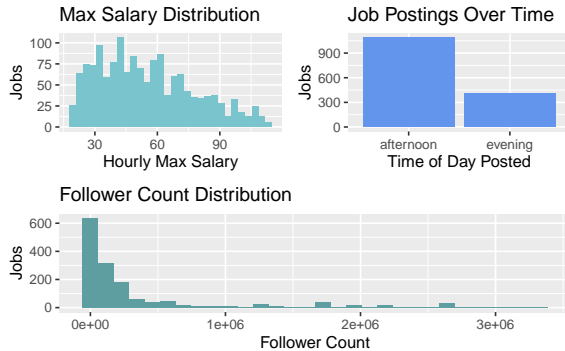 Max Salary Distribution
Jobs
100
75
50
25
0
30 60 90
Hourly Max Salary
Job Postings Over Time
Jobs
900
600
300
0
afternoon evening
Time of Day Posted
Follower Count Distribution
Jobs
600
400
200
0
0e+00 1e+06 2e+06 3e+06
Follower Count